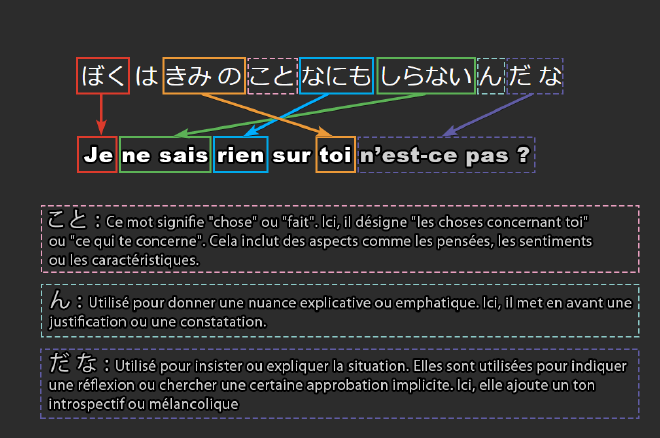 ぼく は きみ の こと なにも しらない ん だ な
Je ne sais rien sur toi n'est-ce pas ?
こと : Ce mot signifie "chose" ou "fait". Ici, il désigne "les choses concernant toi"
ou "ce qui te concerne". Cela inclut des aspects comme les pensées, les sentiments
ou les caractéristiques.
ん : Utilisé pour donner une nuance explicative ou emphatique. Ici, il met en avant une
justification ou une constatation.
だ な : Utilisé pour insister ou expliquer la situation. Elles sont utilisées pour indiquer
une réflexion ou chercher une certaine approbation implicite. Ici, elle ajoute un ton
introspectif ou mélancolique